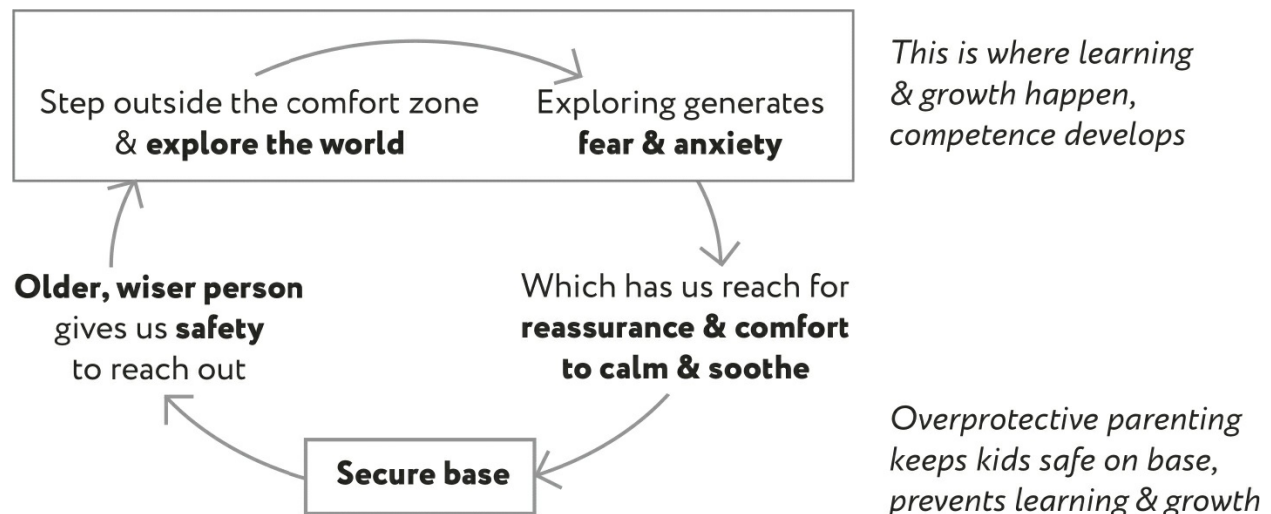 Step outside the comfort zone
& explore the world
Exploring generates
fear & anxiety
This is where learning
& growth happen,
competence develops
Older, wiser person
gives us safety
to reach out
Which has us reach for
reassurance & comfort
to calm & soothe
Secure base
Overprotective parenting
keeps kids safe on base,
prevents learning & growth